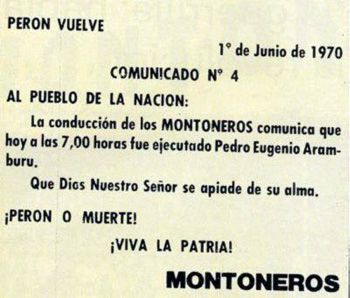 PERON VUELVE
1º de Junio de 1970
COMUNICADO Nº 4
AL PUEBLO DE LA NACION:
La conducción de los MONTONEROS comunica que
hoy a las 7,00 horas fue ejecutado Pedro Eugenio Aram-
buru.
Que Dios Nuestro Señor se apiade de su alma.
¡PERON O MUERTE!
¡VIVA LA PATRIA!
MONTONEROS